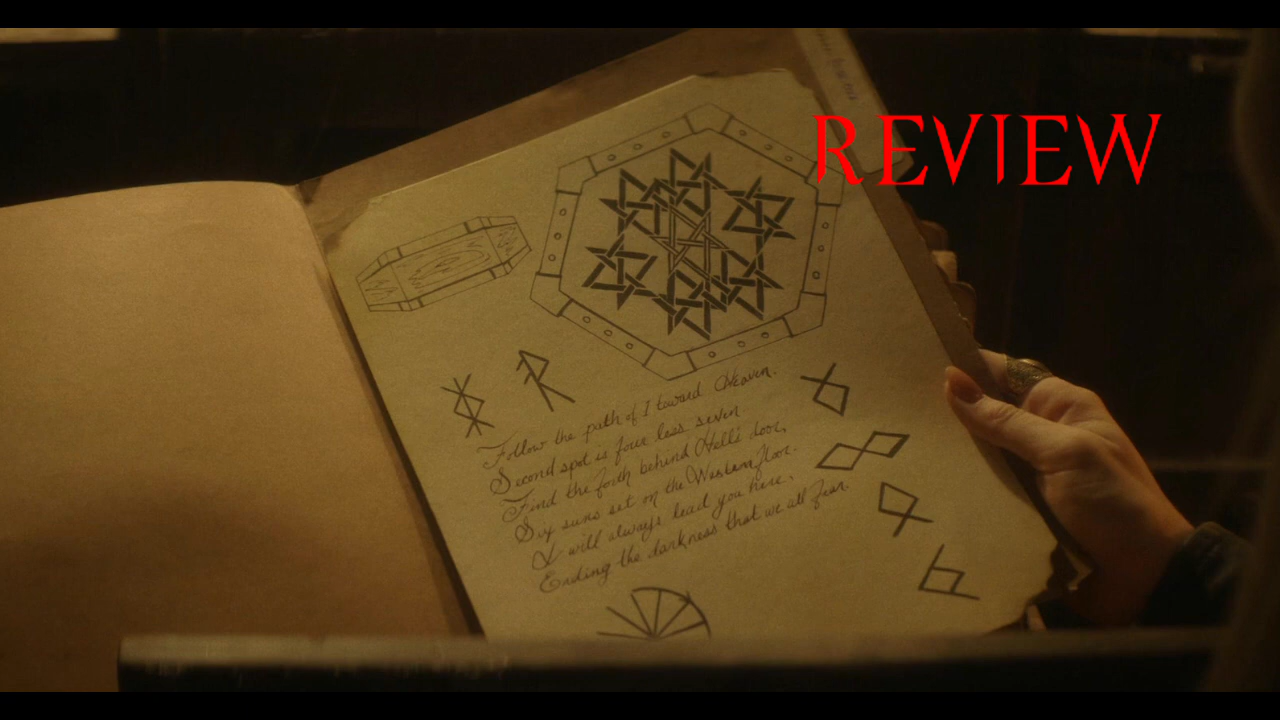 REVIEW
Follow the path of I toward Heaven.
Second spot is four less seven
Find the forth behind Hell's door,
Six suns set on the Western floor.
I will always lead you here,
Ending the darkness that we all fear.